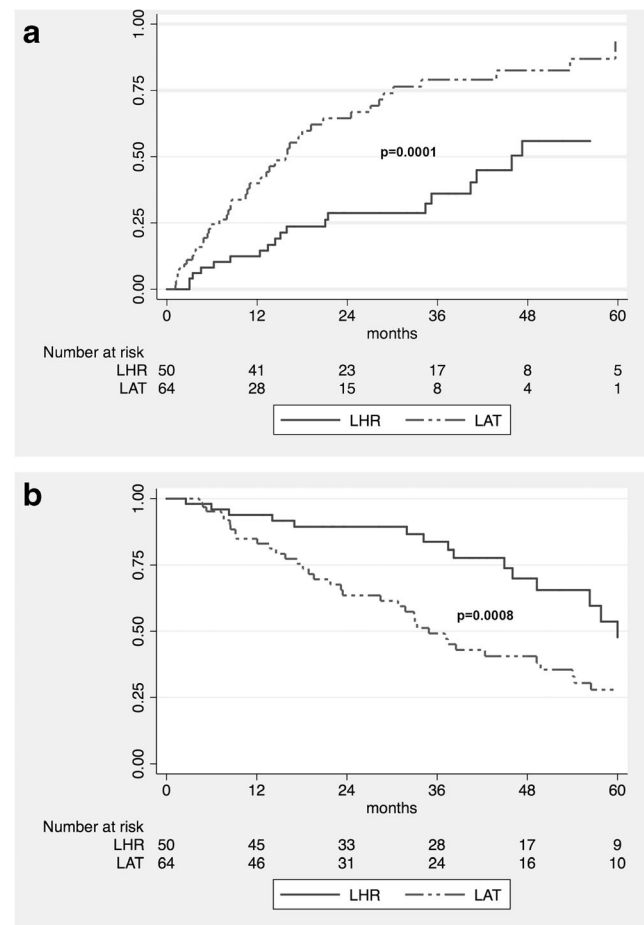 a
1.00
0.75
0.50
0.25
0.00
p=0.0001
0 12 24 36 48 60
months
Number at risk
LHR 50 41 23 17 8 5
LAT 64 28 15 8 4 1
LHR LAT
b
1.00
0.75
0.50
0.25
0.00
p=0.0008
0 12 24 36 48 60
months
Number at risk
LHR 50 45 33 28 17 9
LAT 64 46 31 24 16 10
LHR LAT